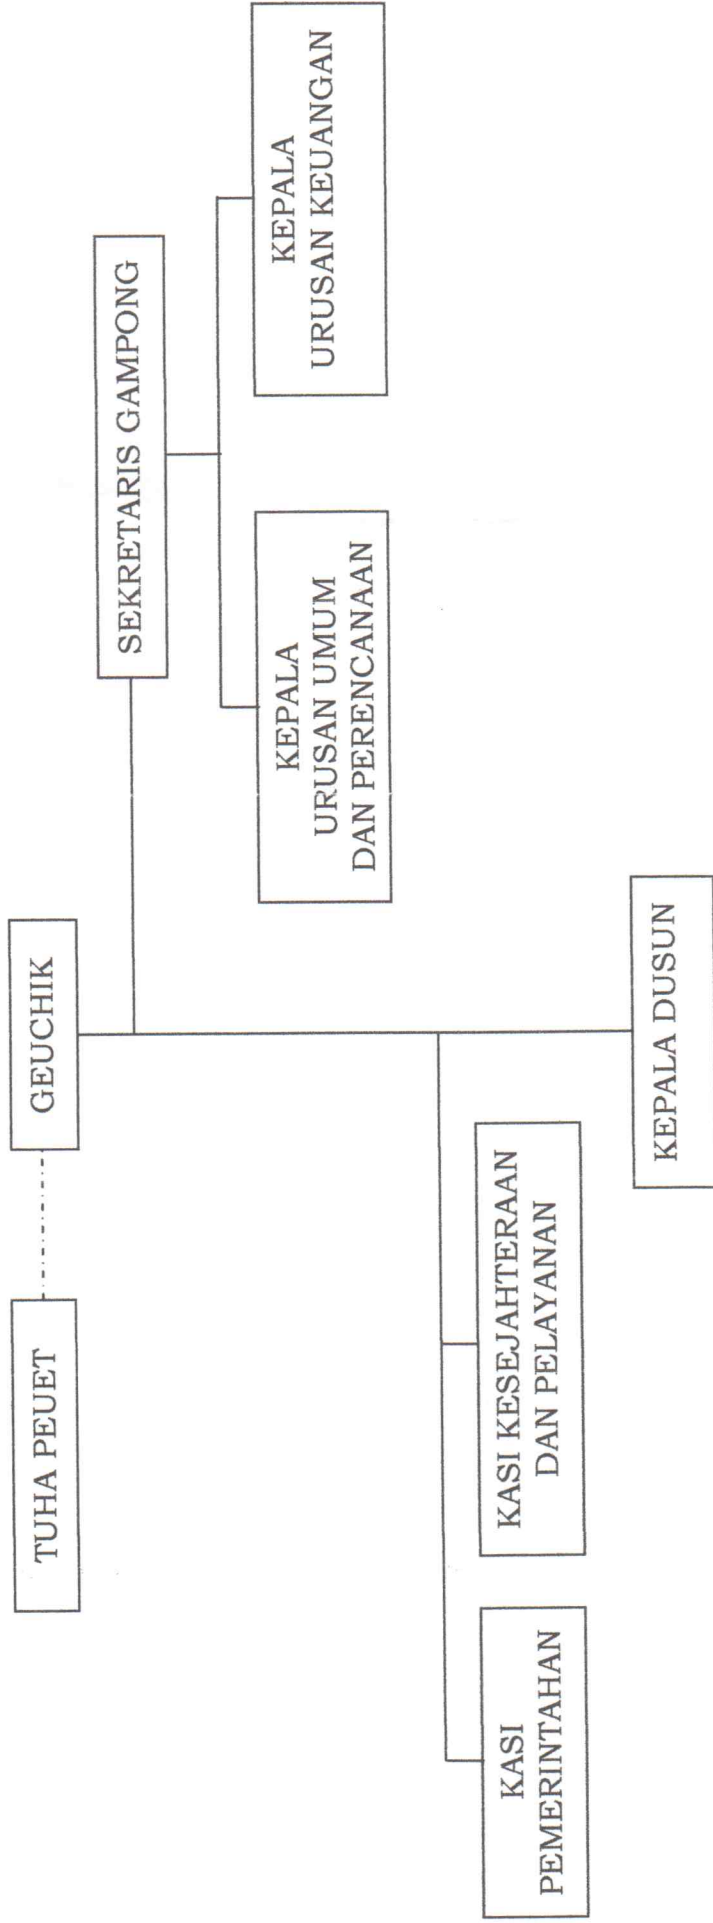 TUHA PEUET
GEUCHIK
SEKRETARIS GAMPONG
KEPALA
URUSAN UMUM
DAN PERENCANAAN
KEPALA
URUSAN KEUANGAN
KASI
PEMERINTAHAN
KASI KESEJAHTERAAN
DAN PELAYANAN
KEPALA DUSUN